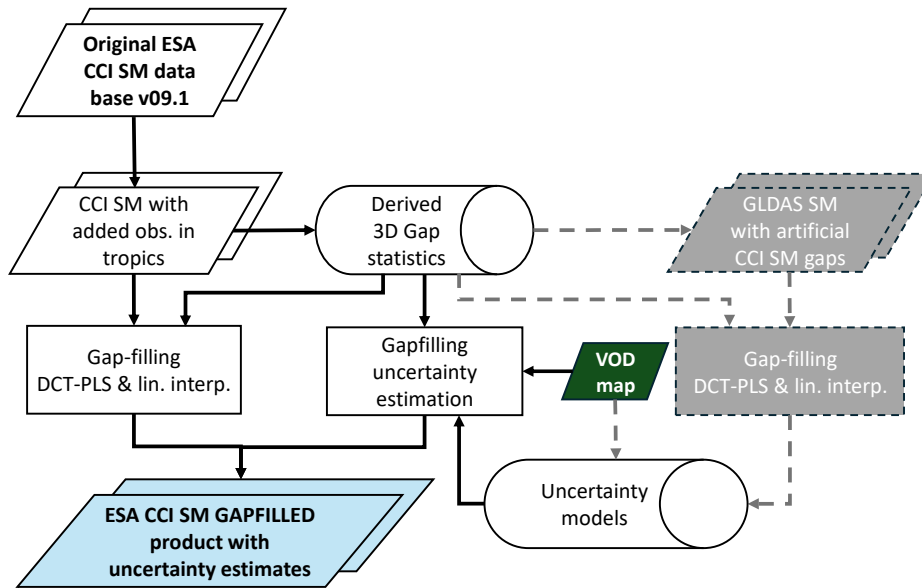 Original ESA
CCI SM data
base v09.1
CCI SM with
added obs. in
tropics
Derived
3D Gap
statistics
GLDAS SM
with artificial
CCI SM gaps
Gap-filling
DCT-PLS & lin. interp.
Gapfilling
uncertainty
estimation
VOD
map
Gap-filling
DCT-PLS & lin. interp.
ESA CCI SM GAPFILLED
product with
uncertainty estimates
Uncertainty
models